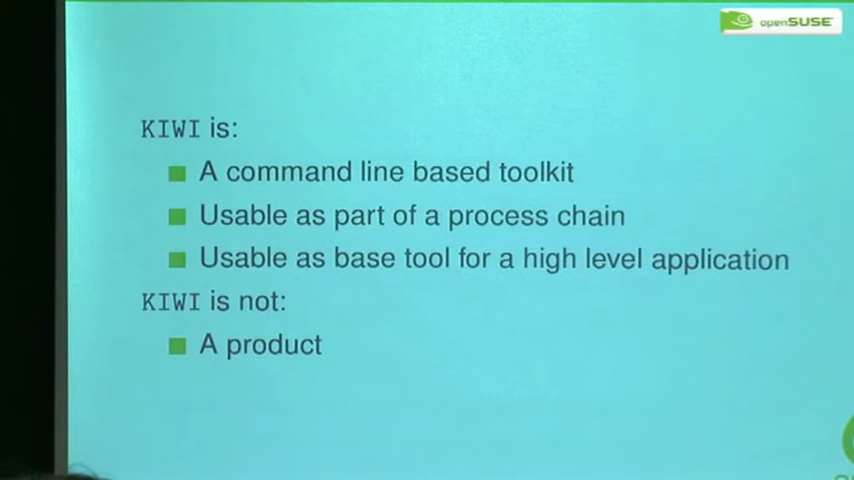 openSUSE
KIWI is:
A command line based toolkit
Usable as part of a process chain
Usable as base tool for a high level application
KIWI is not:
A product